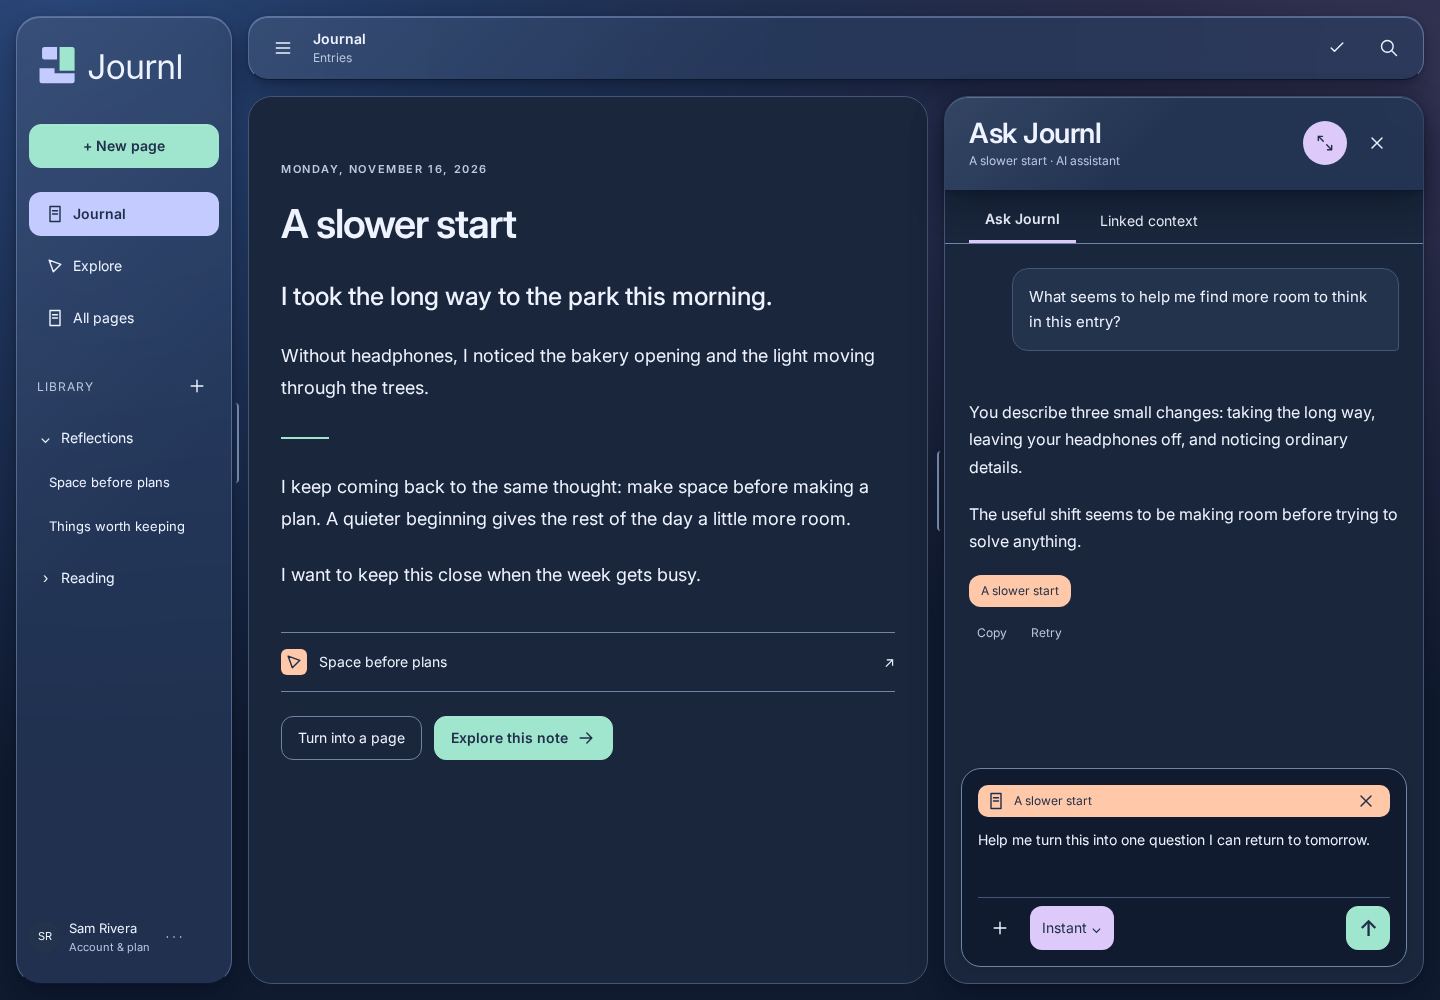 Journl
+ New page
Journal
Explore
All pages
LIBRARY
Reflections
Space before plans
Things worth keeping
Reading
SR
Sam Rivera
Account & plan
Journal
Entries
MONDAY, NOVEMBER 16, 2026
A slower start
I took the long way to the park this morning.
Without headphones, I noticed the bakery opening and the light moving
through the trees.
I keep coming back to the same thought: make space before making a
plan. A quieter beginning gives the rest of the day a little more room.
I want to keep this close when the week gets busy.
Space before plans
Turn into a page
Explore this note
Ask Journl
A slower start · AI assistant
Ask Journl
Linked context
What seems to help me find more room to think
in this entry?
You describe three small changes: taking the long way,
leaving your headphones off, and noticing ordinary
details.
The useful shift seems to be making room before trying to
solve anything.
A slower start
Copy
Retry
A slower start
Help me turn this into one question I can return to tomorrow.
Instant